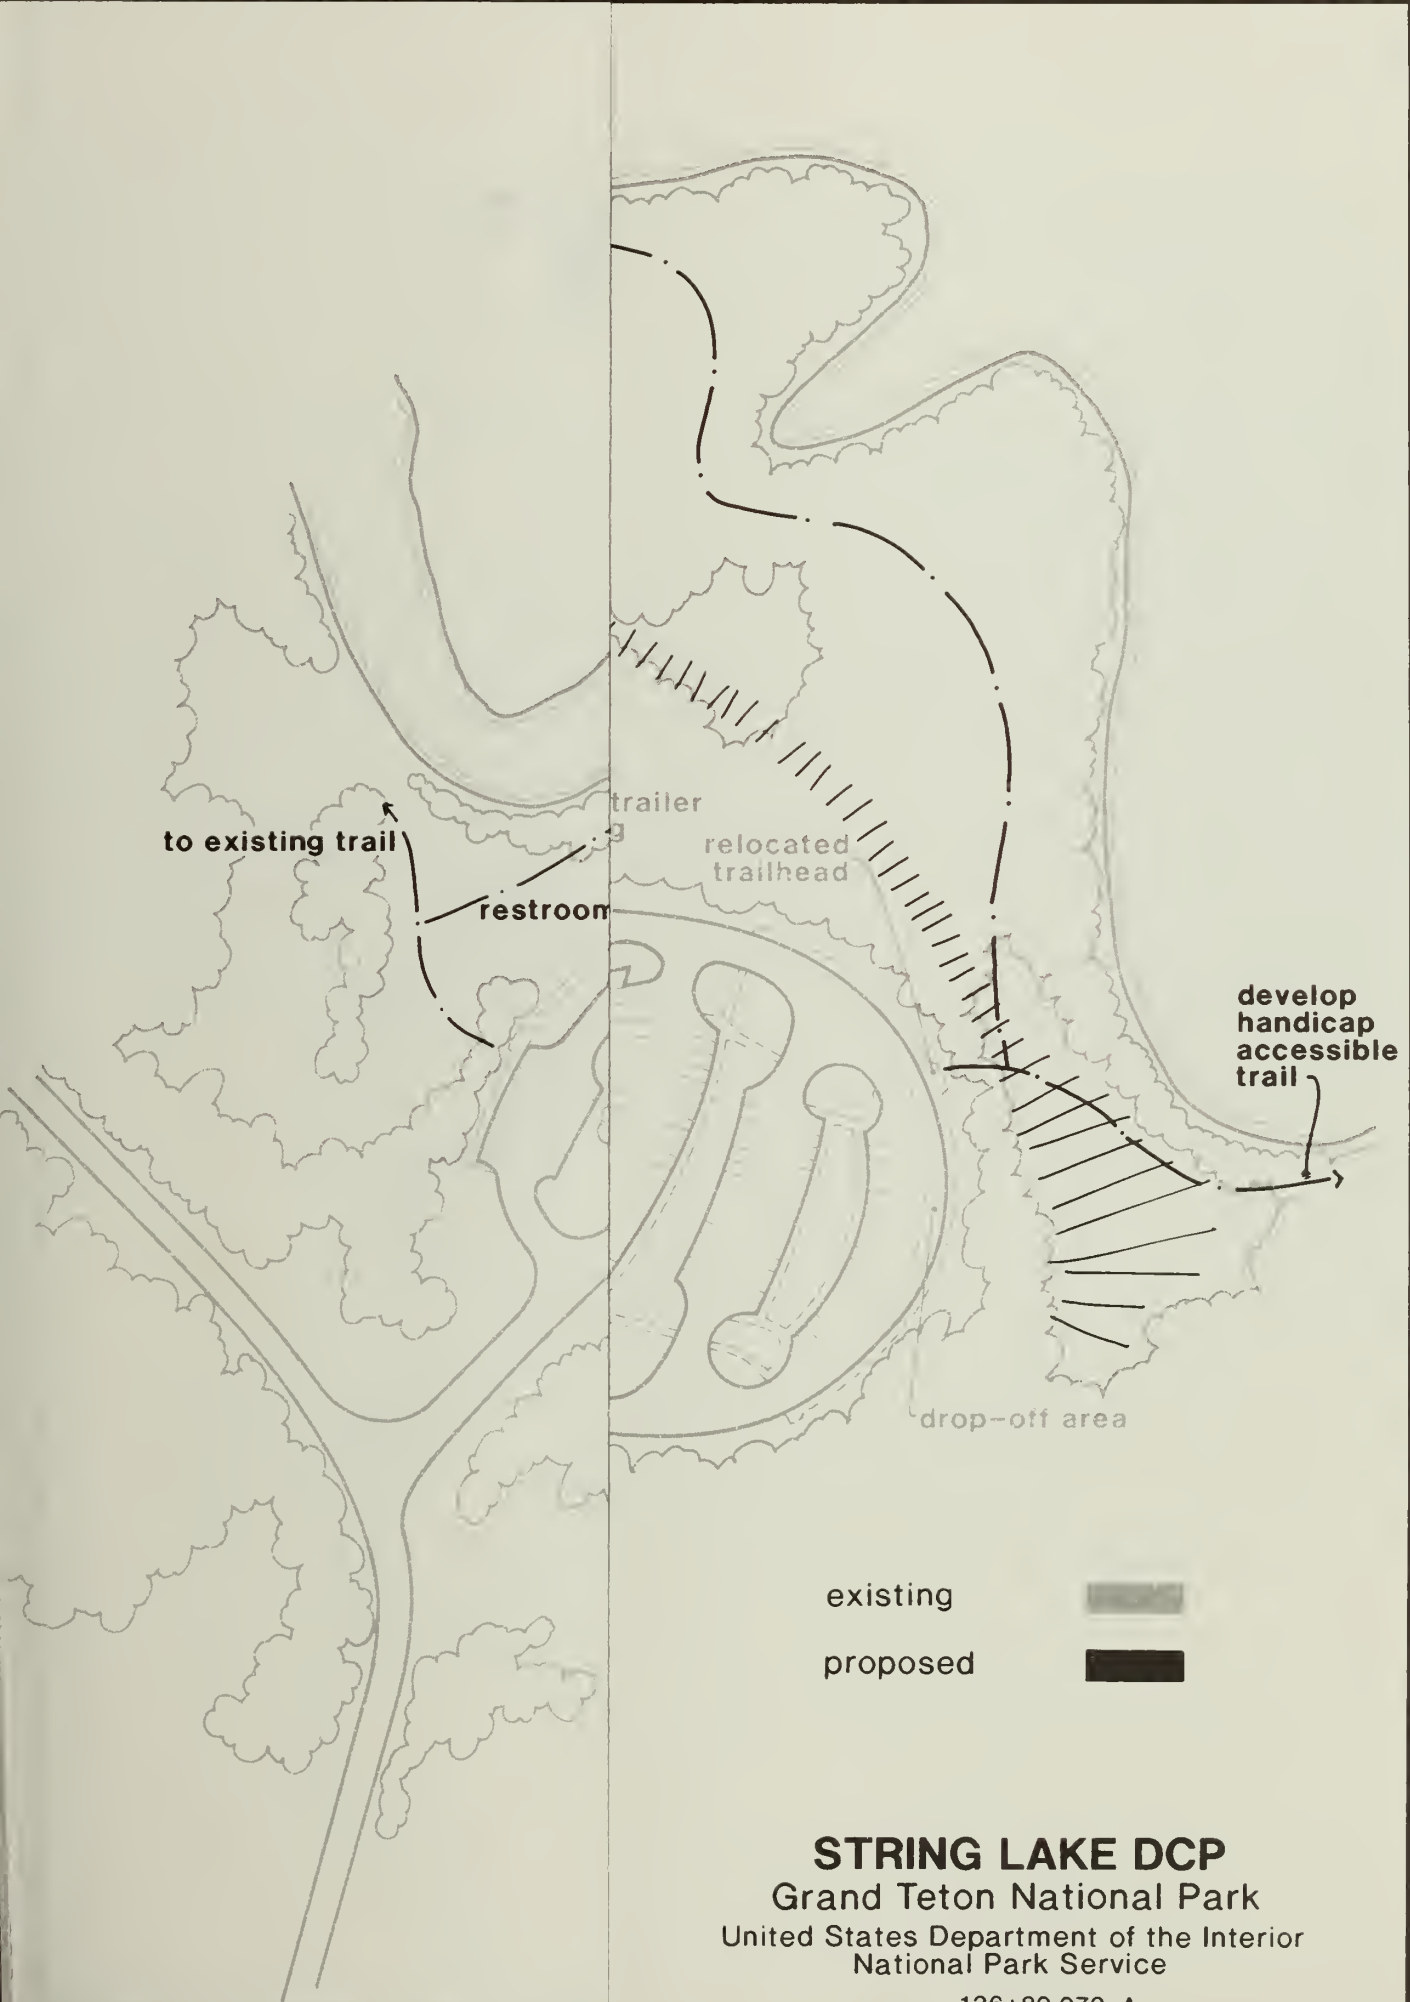 trailer
g
to existing trail
relocated
trailhead
restroom
develop
handicap
accessible
trail
drop-off area
existing
proposed
STRING LAKE DCP
Grand Teton National Park
United States Department of the Interior
National Park Service